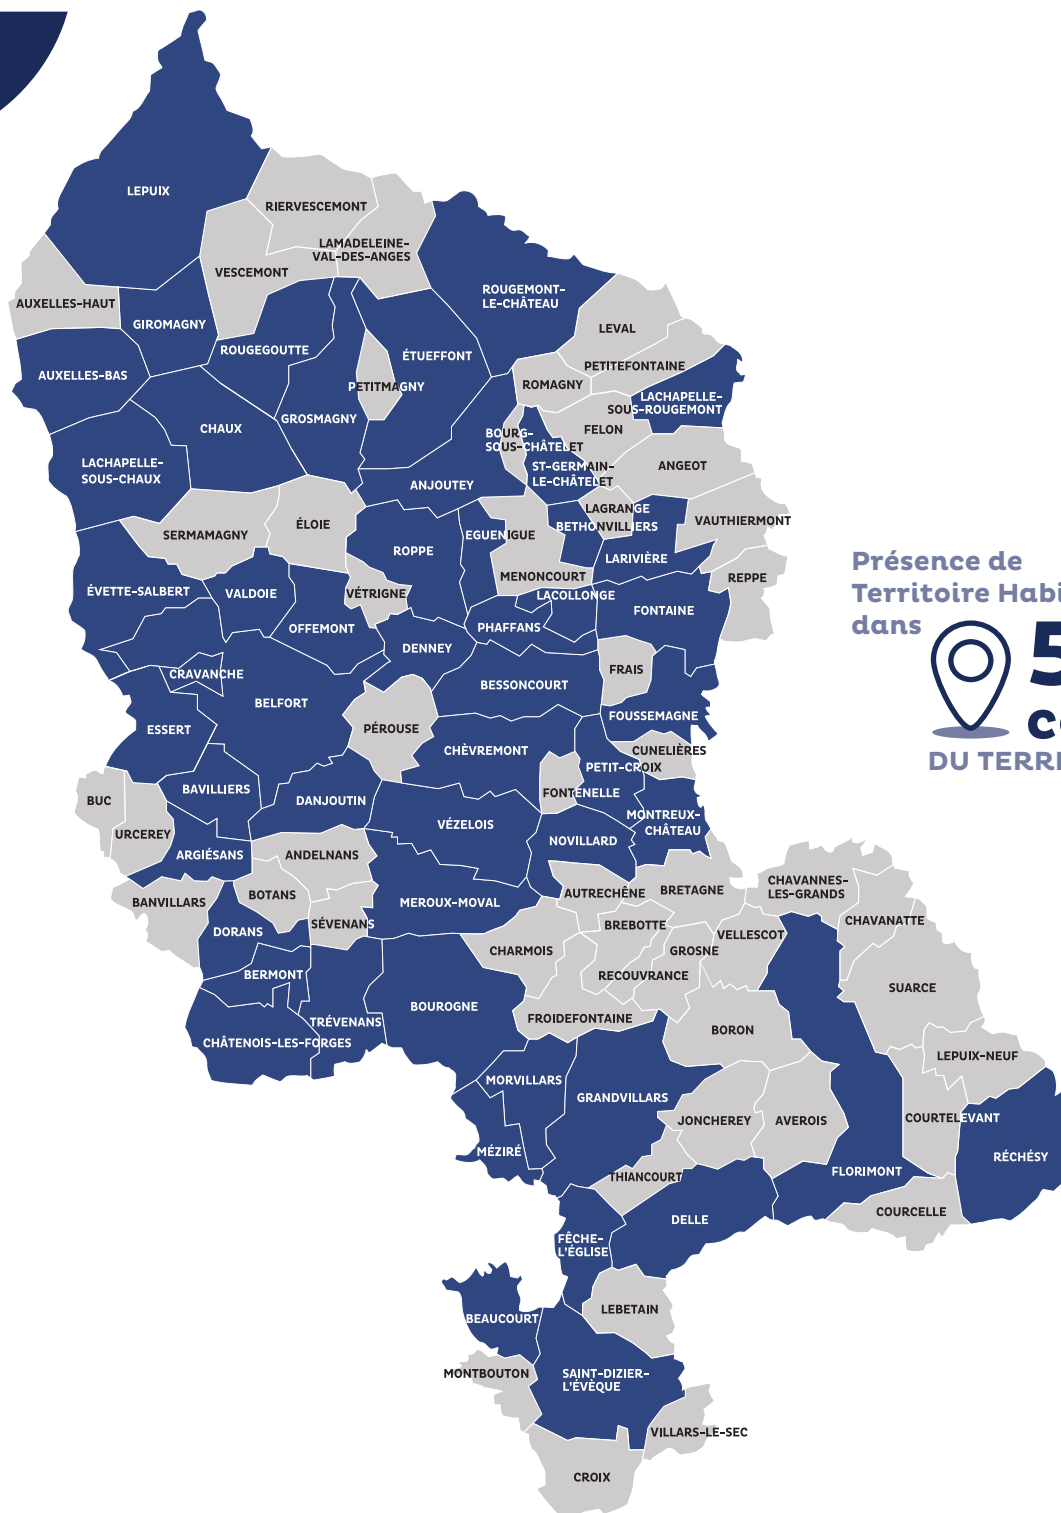 LEPUIX
RIERVESCEMONT
LAMADELEINE-
VAL-DES-ANGES
VESCEMONT
AUXELLES-HAUT
GIROMAGNY
ROUGEMONT-
LE-CHÂTEAU
LEVAL
ROUGEGOUTTE
ÉTUEFFONT
PETITEFONTAINE
AUXELLES-BAS
PETITMAGNY
ROMAGNY
LACHAPELLE-
SOUS-ROUGEMONT
GROSMAGNY
CHAUX
FELON
BOURG-
SOUS-CHÂTELET
LACHAPELLE-
SOUS-CHAUX
ST-GERMAIN-
LE-CHÂTELET
ANGEOT
ANJOUTEY
LAGRANGE
VAUTHIERMONT
ÉLOIE
BETHONVILLIERS
SERMAMAGNY
EGUENIGUE
ROPPE
LARIVIÈRE
MENONCOURT
REPPE
ÉVETTE-SALBERT
VALDOIE
VÉTRIGNE
LACOLLONGE
FONTAINE
OFFEMONT
PHAFFANS
DENNEY
Présence de
Territoire Habi
dans
5
co
DU TERRI
CRAVANCHE
FRAIS
BESSONCOURT
BELFORT
FOUSSEMAGNE
ESSERT
PÉROUSE
CHÈVREMONT
CUNELIÈRES
PETIT-CROIX
BAVILLIERS
FONTENELLE
BUC
DANJOUTIN
MONTREUX-
CHÂTEAU
VÉZELOIS
URCEREY
NOVILLARD
ARGIÉSANS
ANDELNANS
CHAVANNES-
LES-GRANDS
BRETAGNE
AUTRECHÊNE
BOTANS
BANVILLARS
MEROUX-MOVAL
CHAVANATTE
SÉVENANS
BREBOTTE
DORANS
VELLESCOT
CHARMOIS
GROSNE
BERMONT
RECOUVRANCE
SUARCE
BOUROGNE
FROIDEFONTAINE
TRÉVENANS
BORON
CHÂTENOIS-LES-FORGES
LEPUIX-NEUF
MORVILLARS
GRANDVILLARS
JONCHEREY
AVEROIS
COURTELEVANT
MÉZIRÉ
RÉCHÉSY
FLORIMONT
THIANCOURT
COURCELLE
DELLE
FÊCHE-
L'ÉGLISE
LEBETAIN
BEAUCOURT
MONTBOUTON
SAINT-DIZIER-
L'ÉVÈQUE
VILLARS-LE-SEC
CROIX